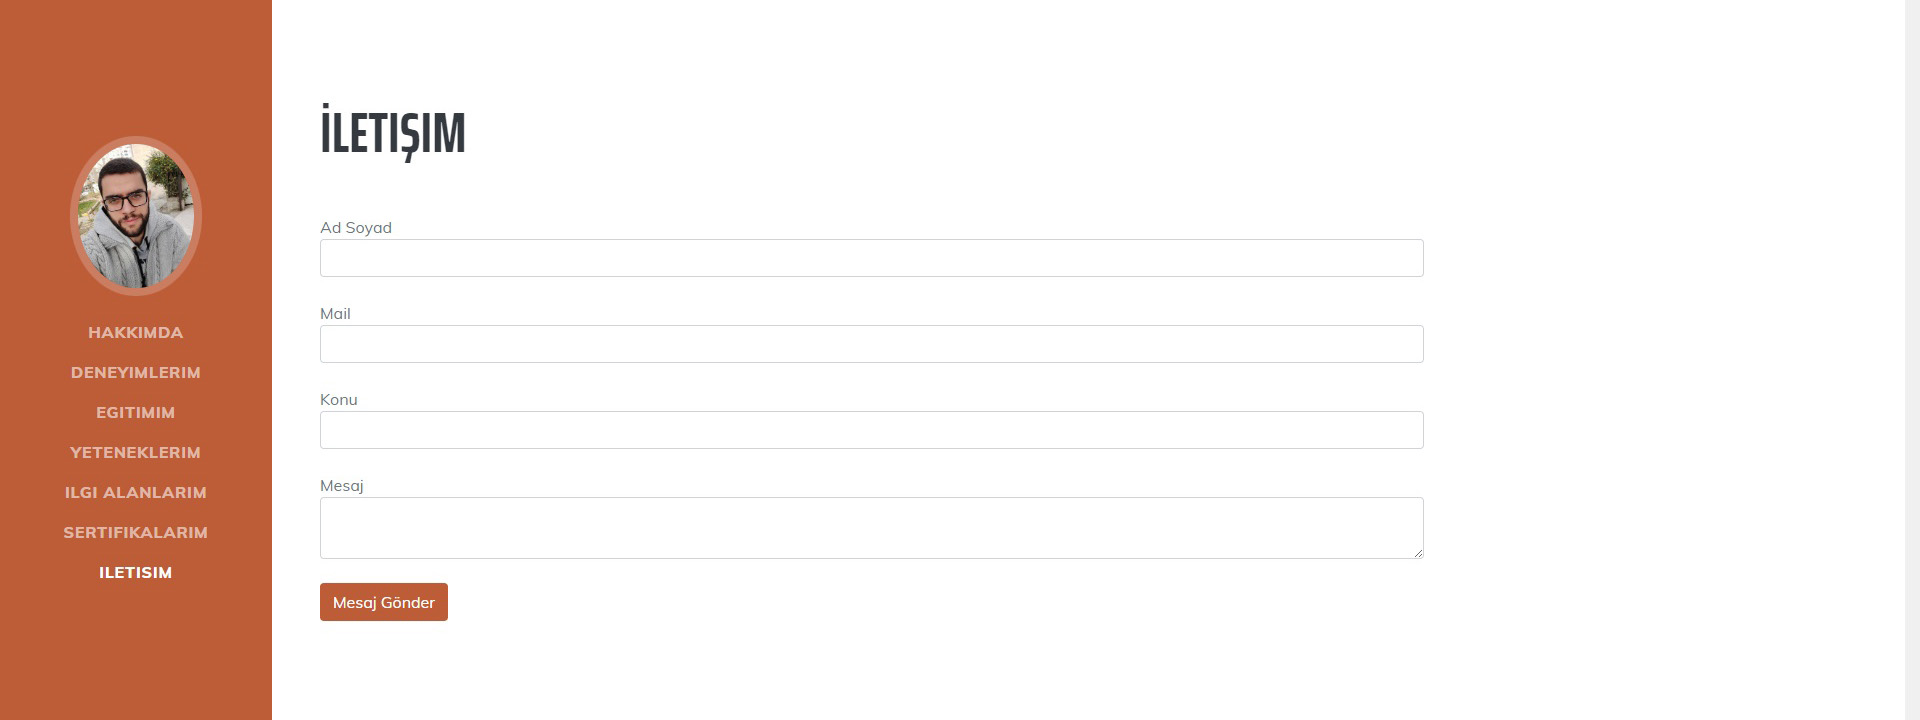 HAKKIMDA
DENEYIMLERIM
EGITIMIM
YETENEKLERIM
ILGI ALANLARIM
SERTIFIKALARIM
ILETISIM
İLETIŞIM
Ad Soyad
Mail
Konu
Mesaj
Mesaj Gönder